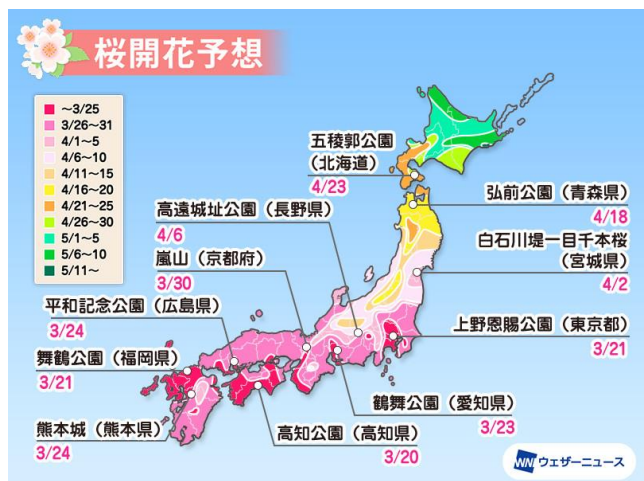 桜開花予想
~3/25
3/26~31
4/1~5
4/6~10
4/11~15
4/16~20
4/21~25
4/26~30
5/1~5
5/6~10
5/11~
五稜郭公園
(北海道)
4/23
弘前公園(青森県)
4/18
高遠城址公園(長野県)
4/6
白石川堤一目千本桜
(宮城県)
4/2
嵐山(京都府)
3/30
平和記念公園(広島県)
3/24
上野恩賜公園(東京都)
3/21
舞鶴公園(福岡県)
3/21
鶴舞公園(愛知県)
3/23
熊本城(熊本県)
3/24
高知公園(高知県)
3/20
WN ウェザーニュース